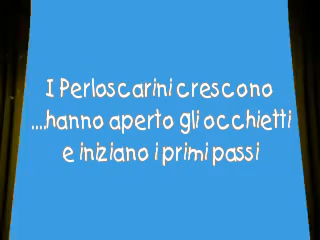 I Perloscarini crescono
....hanno aperto gli occhietti
e iniziano i primi passi